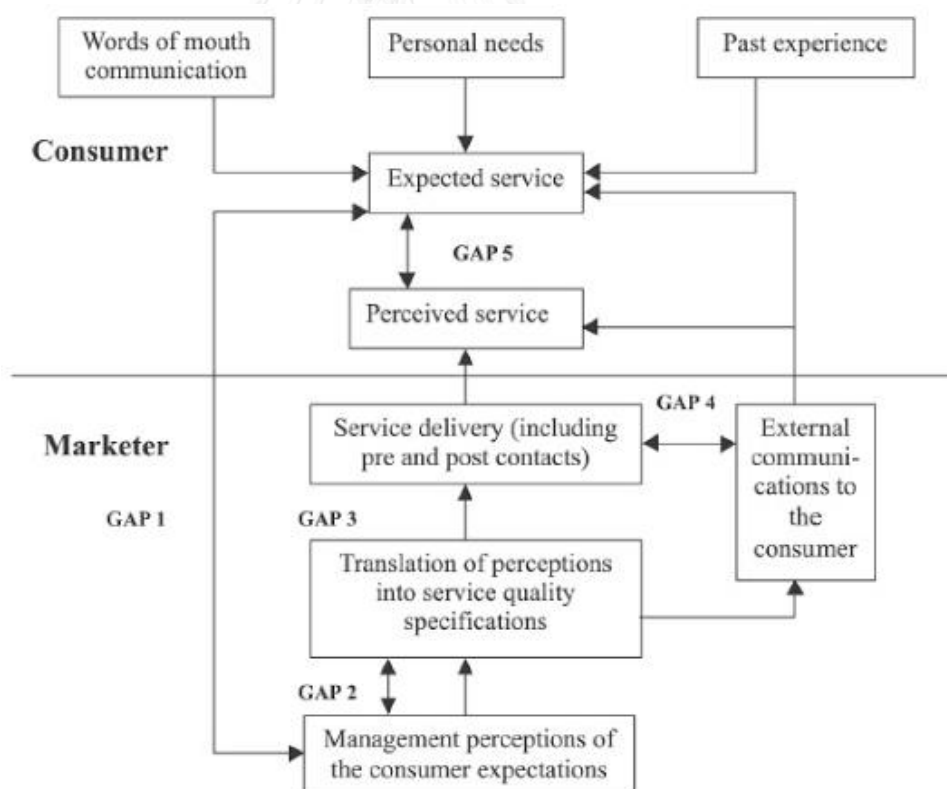 Words of mouth
communication
Personal needs
Past experience
Consumer
Expected service
GAP 5
Perceived service
GAP 4
Marketer
Service delivery (including
pre and post contacts)
External
communi-
cations to
the
consumer
GAP 1
GAP 3
Translation of perceptions
into service quality
specifications
GAP 2
Management perceptions of
the consumer expectations